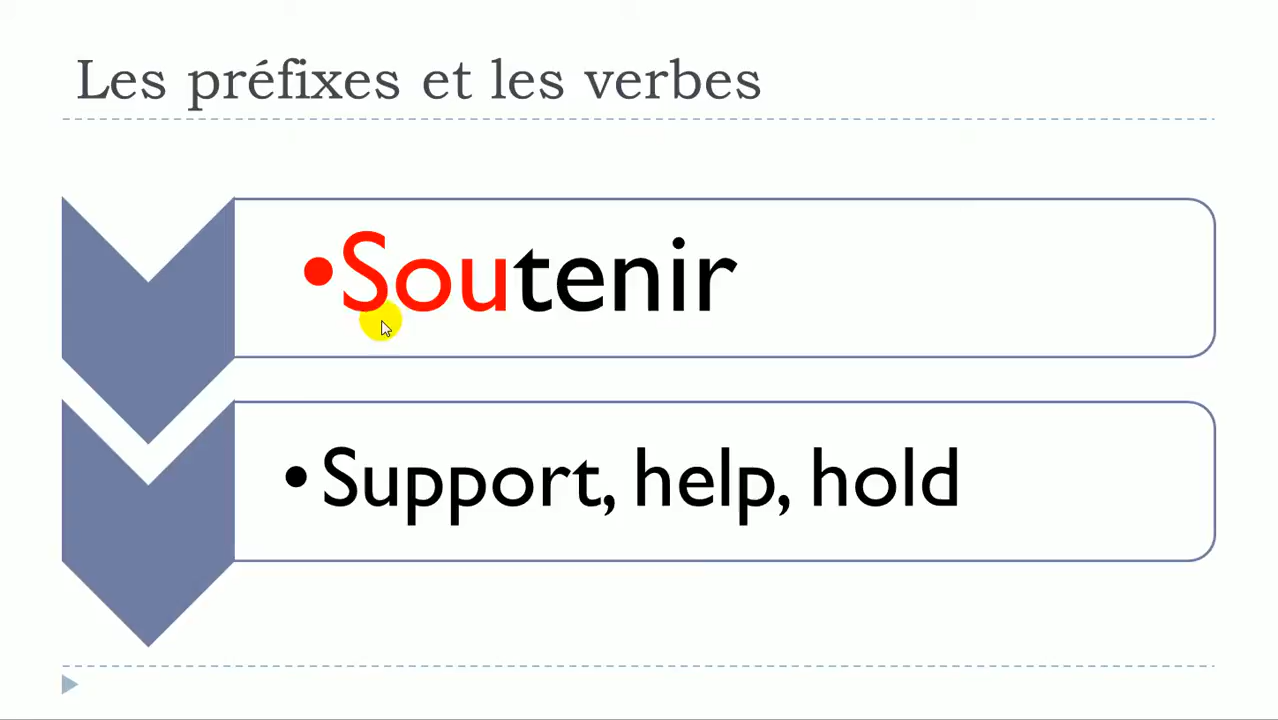 Les préfixes et les verbes
•Soutenir
•Support, help, hold